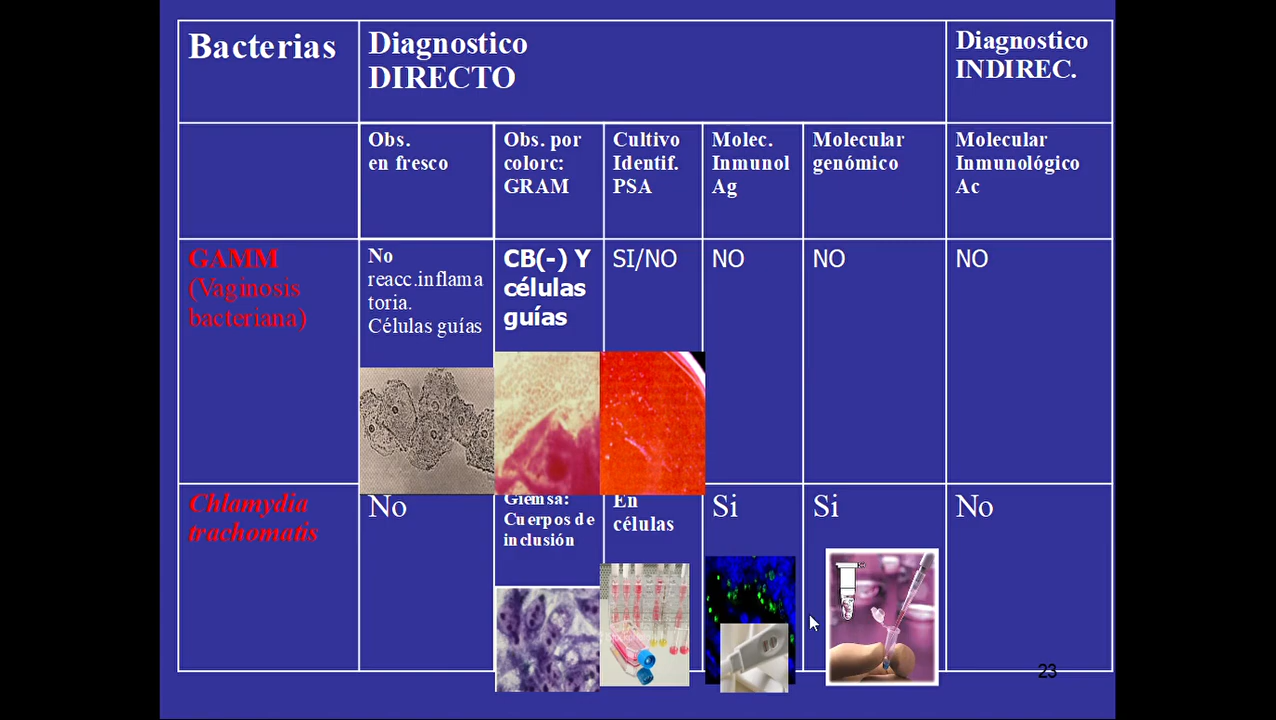 Bacterias
Diagnostico
DIRECTO
Diagnostico
INDIREC.
Obs.
en fresco
Obs. por
colorc:
GRAM
Cultivo
Identif.
PSA
Molec.
Inmunol
Ag
Molecular
genómico
Molecular
Inmunológico
Ac
GAMM
(Vaginosis
bacteriana)
No
reacc.inflama
toria.
Células guías
CB(-) Y
células
guías
SI/NO
NO
NO
NO
Chlamydia
trachomatis
No
Giemsa:
Cuerpos de
inclusión
En
células
Si
Si
No
23